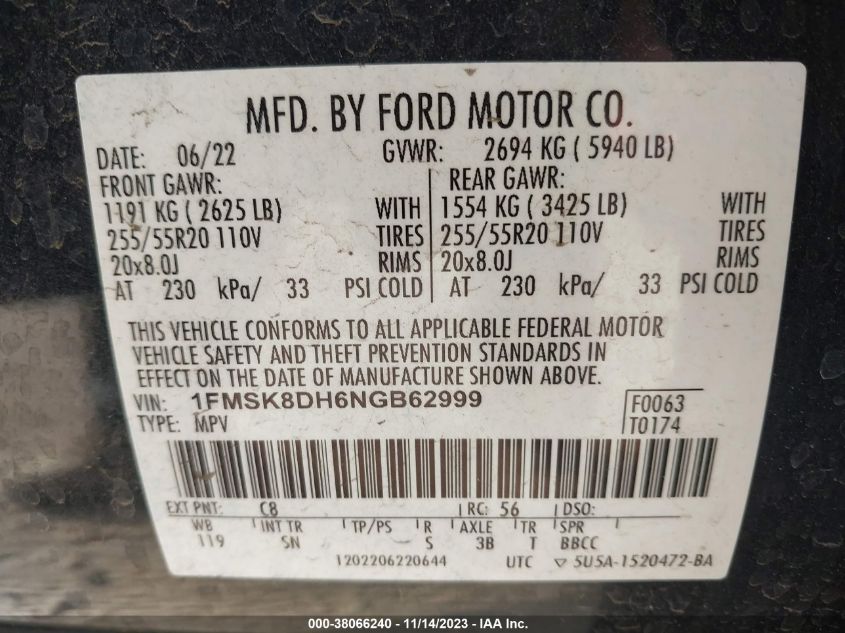 MFD. BY FORD MOTOR CO.
DATE: 06/22 GVWR: 2694 KG ( 5940 LB)
FRONT GAWR: REAR GAWR:
1191 KG ( 2625 LB) WITH 1554 KG ( 3425 LB) WITH
255/55R20 110V TIRES 255/55R20 110V TIRES
20x8.0J RIMS 20x8.0J RIMS
AT 230 kPa/ 33 PSI COLD AT 230 kPa/ 33 PSI COLD
THIS VEHICLE CONFORMS TO ALL APPLICABLE FEDERAL MOTOR
VEHICLE SAFETY AND THEFT PREVENTION STANDARDS IN
EFFECT ON THE DATE OF MANUFACTURE SHOWN ABOVE.
VIN: 1FMSK8DH6NGB62999 F0063
TYPE: MPV T0174
EXT PNT: C8 RC: 56 DSO:
WB INT TR TP/PS R AXLE TR SPR
119 SN S 3B T BBCC
1202206220644 UTC ▽ 5U5A-1520472-BA
000-38066240 - 11/14/2023 - IAA Inc.